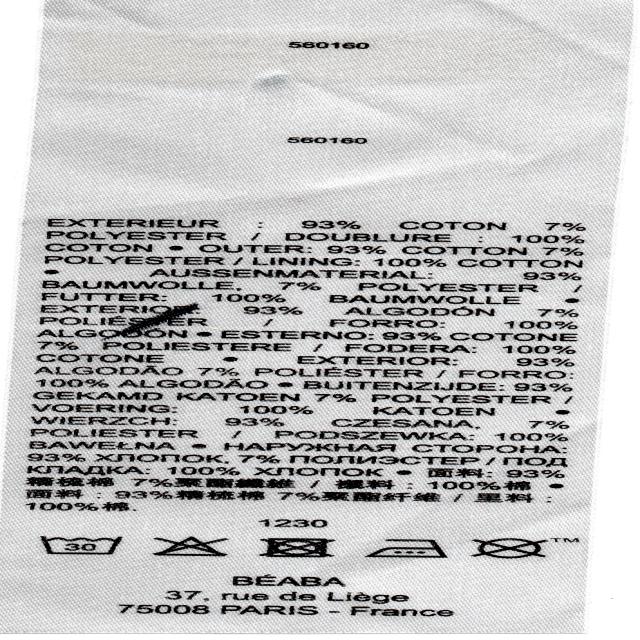 560160
560160
EXTERIEUR : 93% COTON 7%
POLYESTER / DOUBLURE : 100%
COTON • OUTER: 93% COTTON 7%
POLYESTER / LINING: 100% COTTON
• AUSSENMATERIAL: 93%
BAUMWOLLE, 7% POLYESTER /
FUTTER: 100% BAUMWOLLE •
EXTERIOR: 93% ALGODÓN 7%
POLIÉSTER / FORRO: 100%
ALGODÓN • ESTERNO: 93% COTONE
7% POLIESTERE / FODERA: 100%
COTONE • EXTERIOR: 93%
ALGODÃO 7% POLIÉSTER / FORRO:
100% ALGODÃO • BUITENZIJDE: 93%
GEKAMD KATOEN 7% POLYESTER /
VOERING: 100% KATOEN •
WIERZCH: 93% CZESANA, 7%
POLIESTER / PODSZEWKA: 100%
BAWEŁNA • НАРУЖНАЯ СТОРОНА:
93% ХЛОПОК, 7% ПОЛИЭСТЕР / ПОД
КЛАДКА: 100% ХЛОПОК • 面料: 93%
精梳棉 7%聚酯纖維 / 裡料 : 100%棉 •
面料 : 93%精梳棉 7%聚酯纤维 / 里料 :
100%棉.
1230
30
TM
BÉABA
37, rue de Liège
75008 PARIS - France